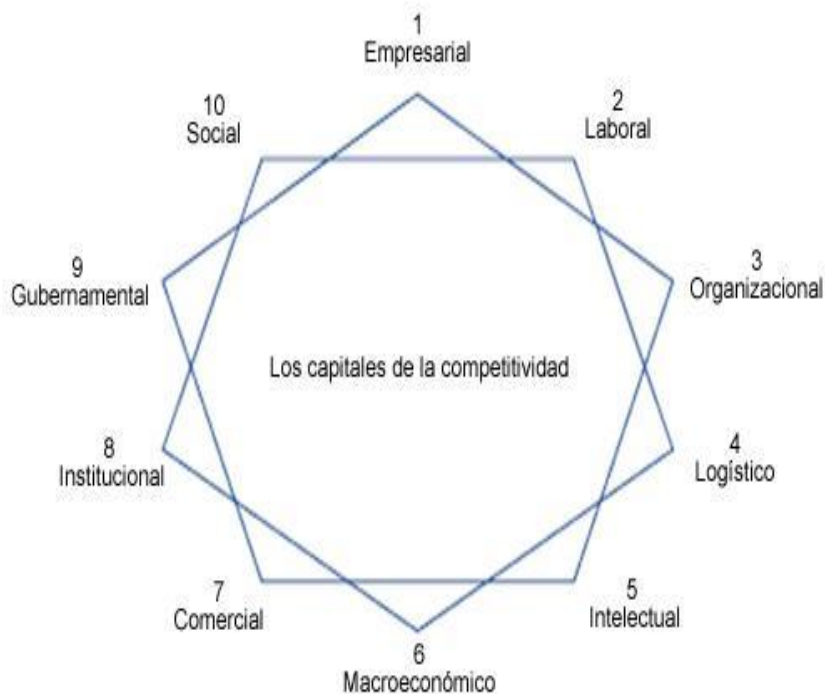 1
Empresarial
2
Laboral
3
Organizacional
4
Logístico
5
Intelectual
6
Macroeconómico
7
Comercial
8
Institucional
9
Gubernamental
10
Social
Los capitales de la competitividad